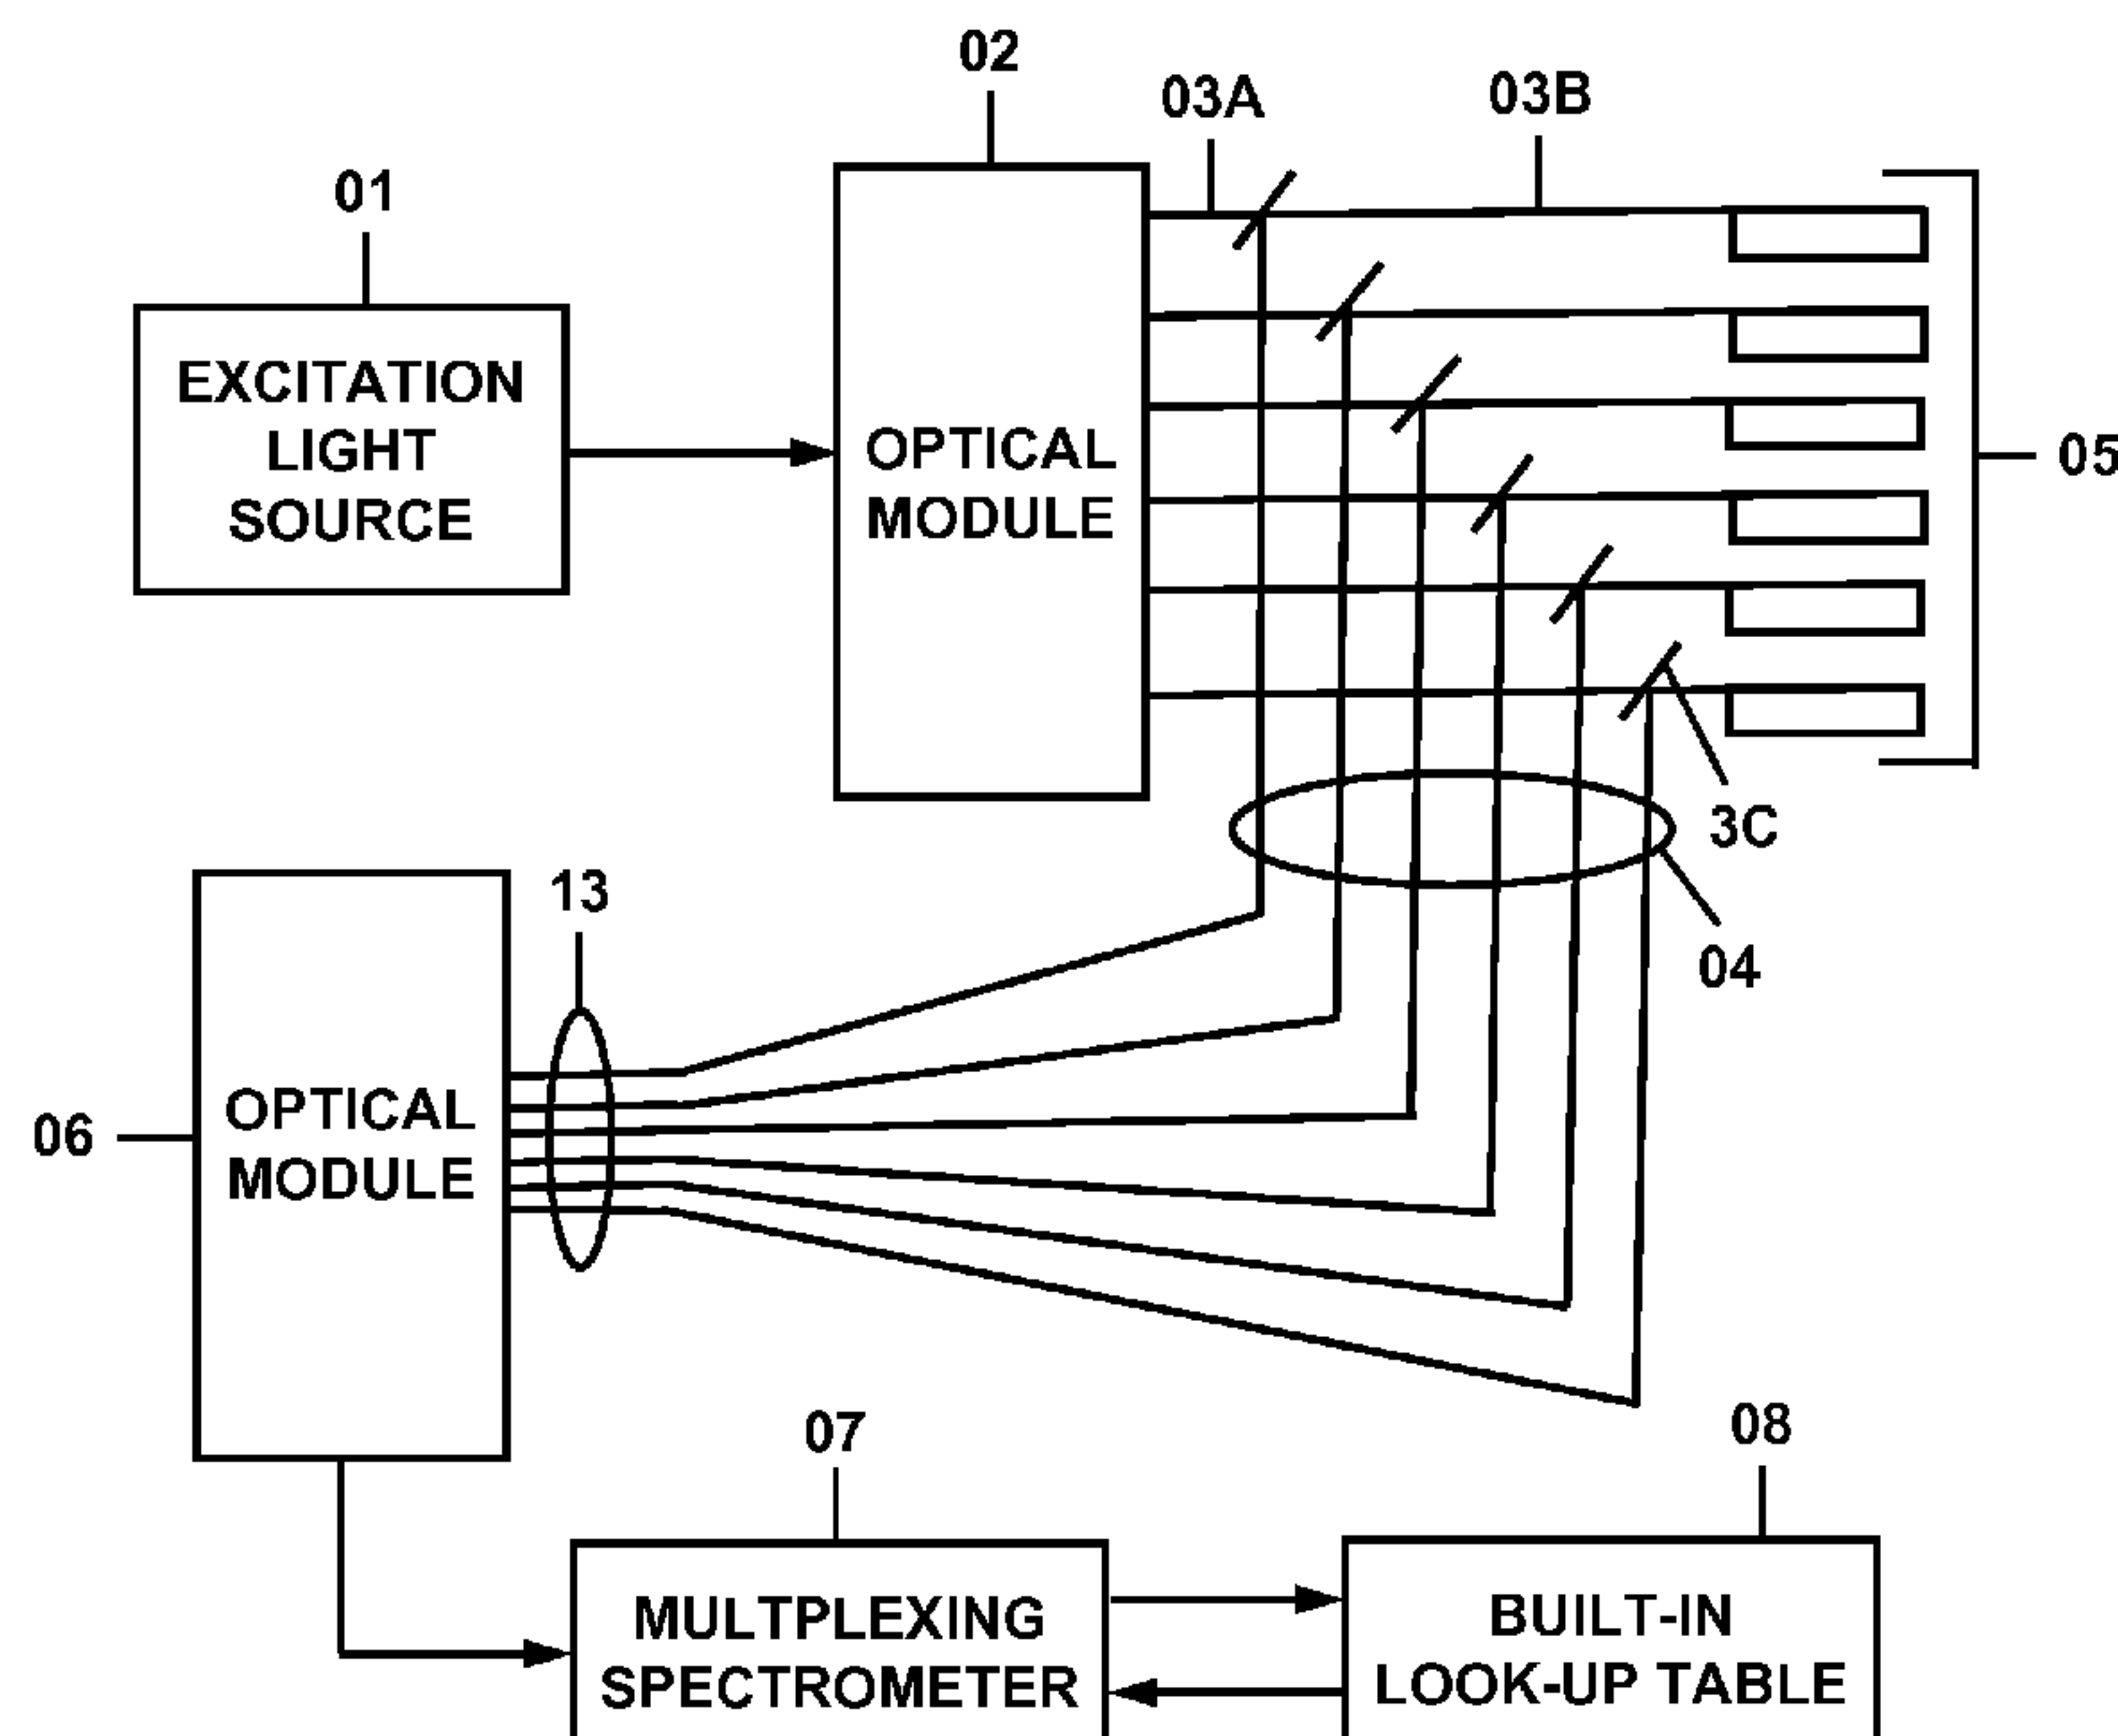 02
03A
03B
01
EXCITATION
LIGHT
SOURCE
OPTICAL
MODULE
05
3C
04
13
OPTICAL
MODULE
06
07
08
MULTPLEXING
SPECTROMETER
BUILT-IN
LOOK-UP TABLE